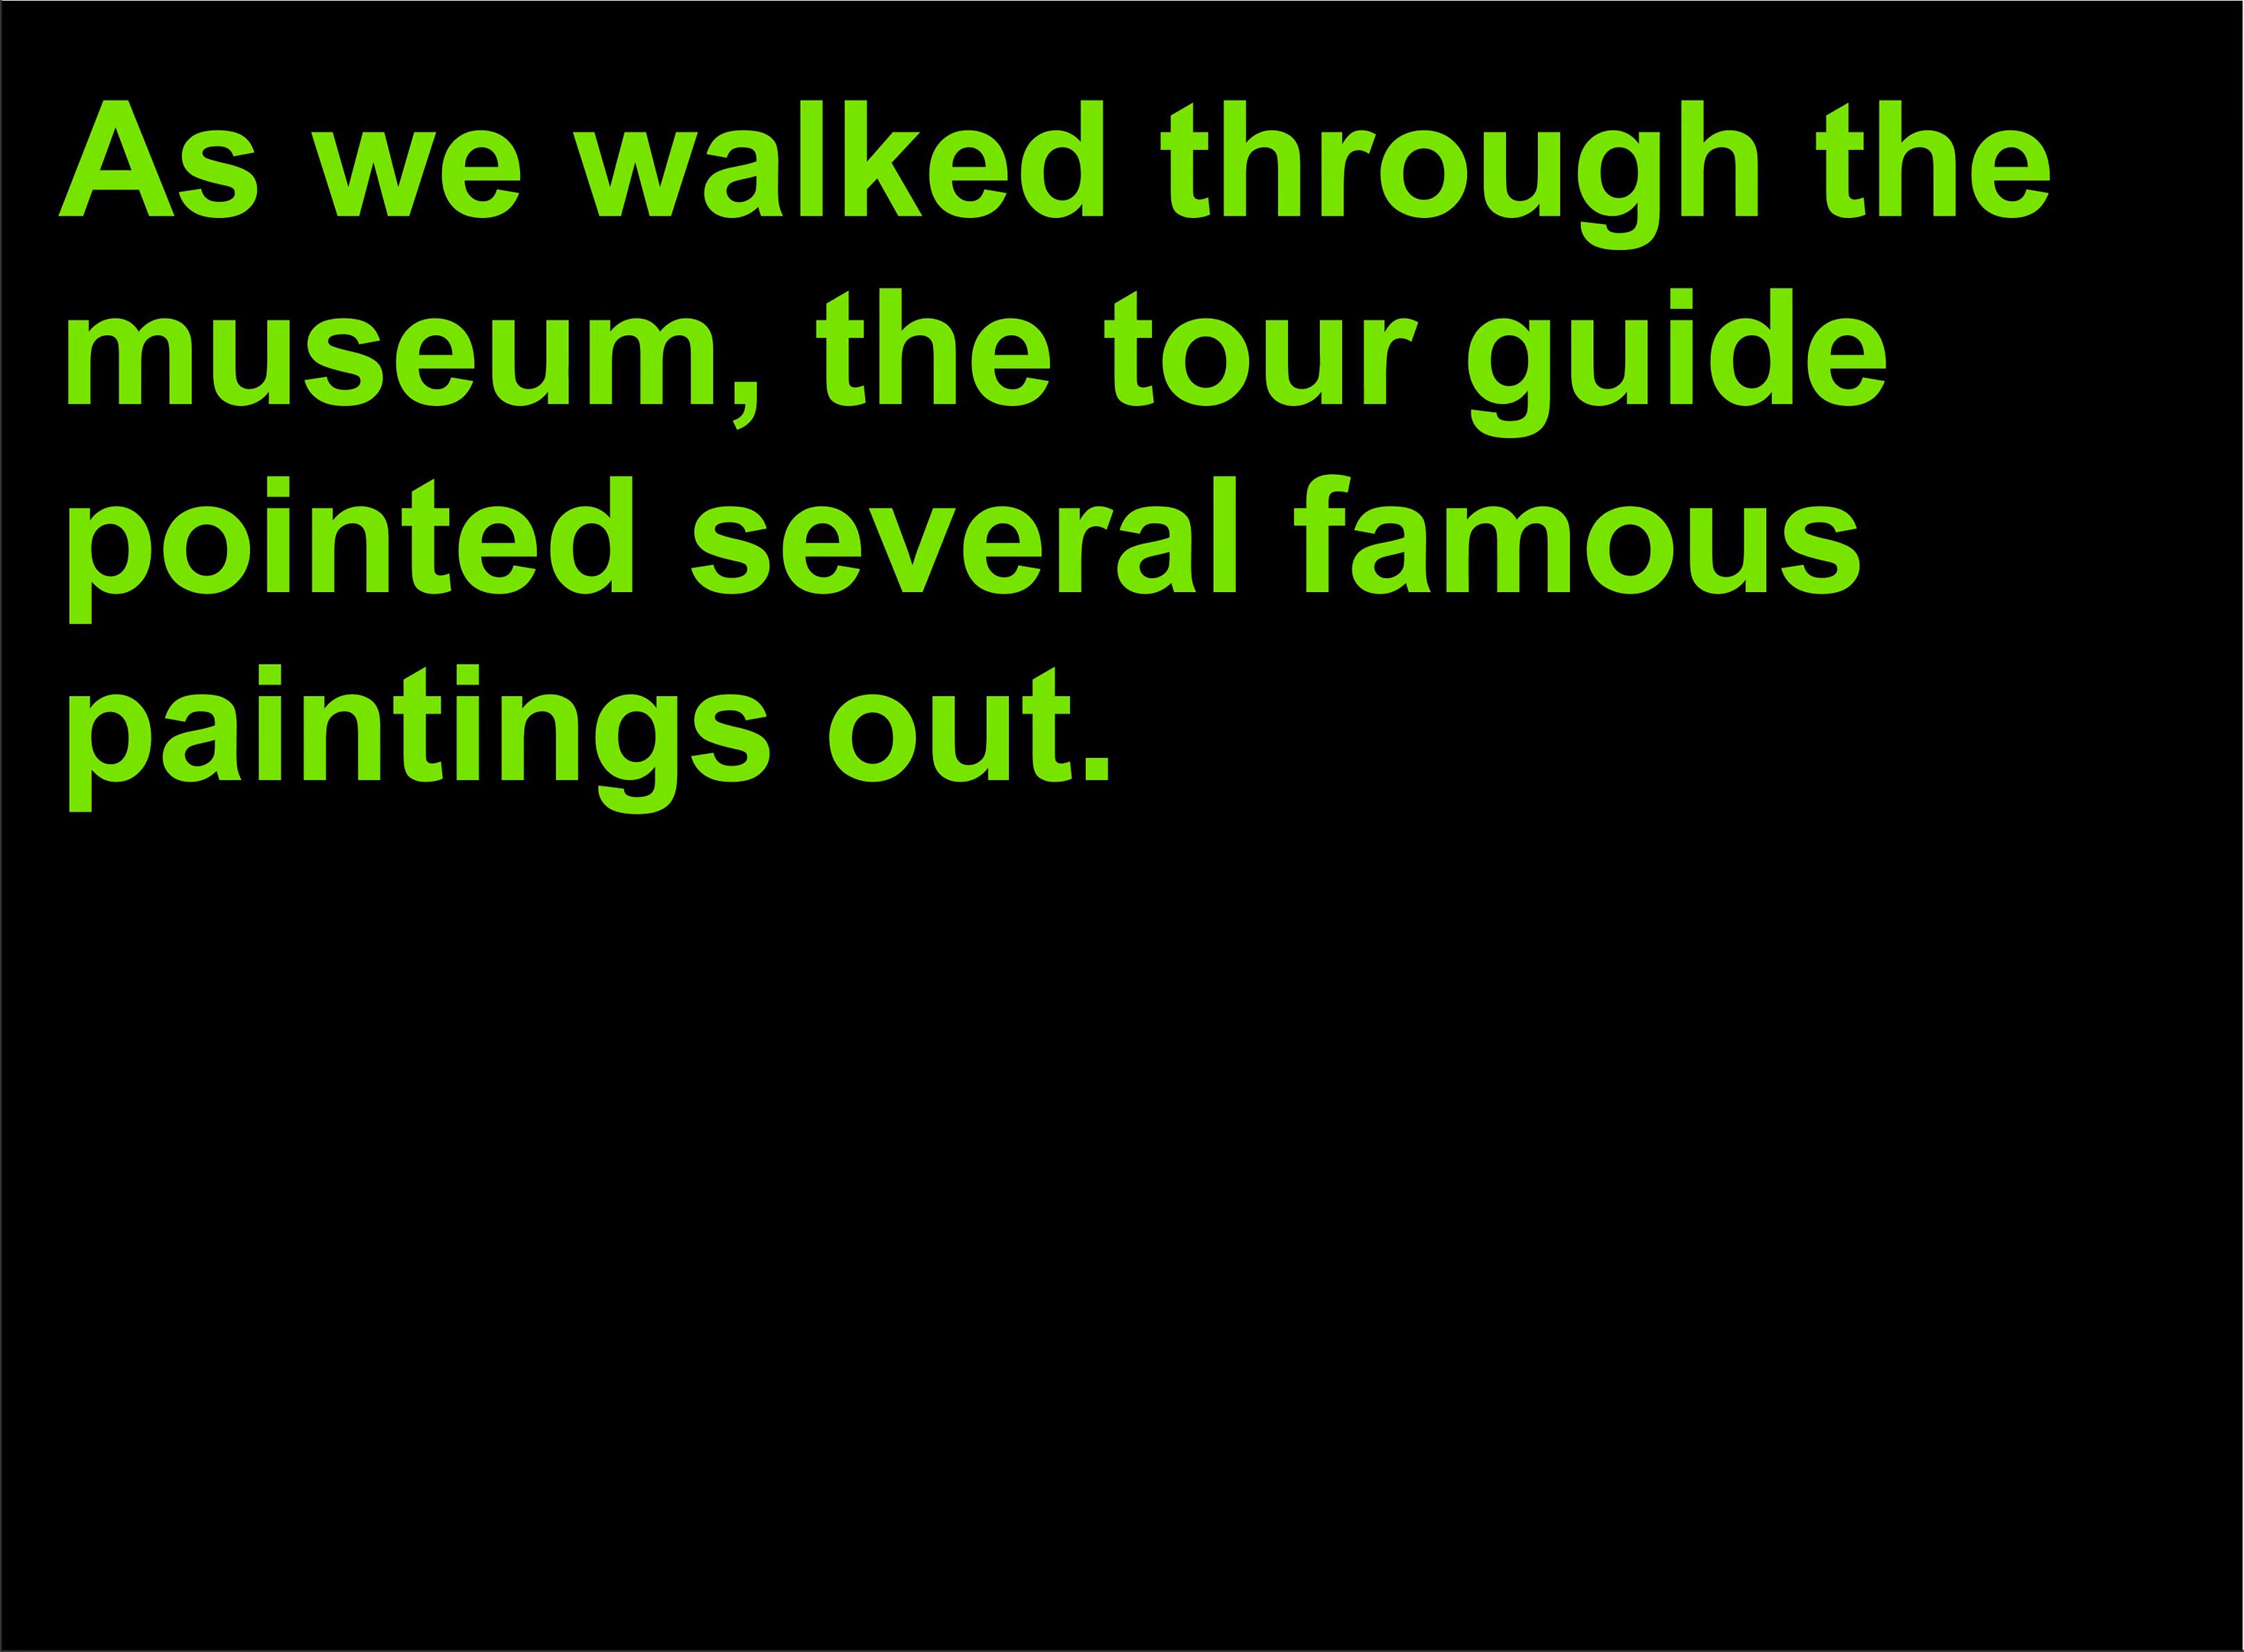 As we walked through the
museum, the tour guide
pointed several famous
paintings out.